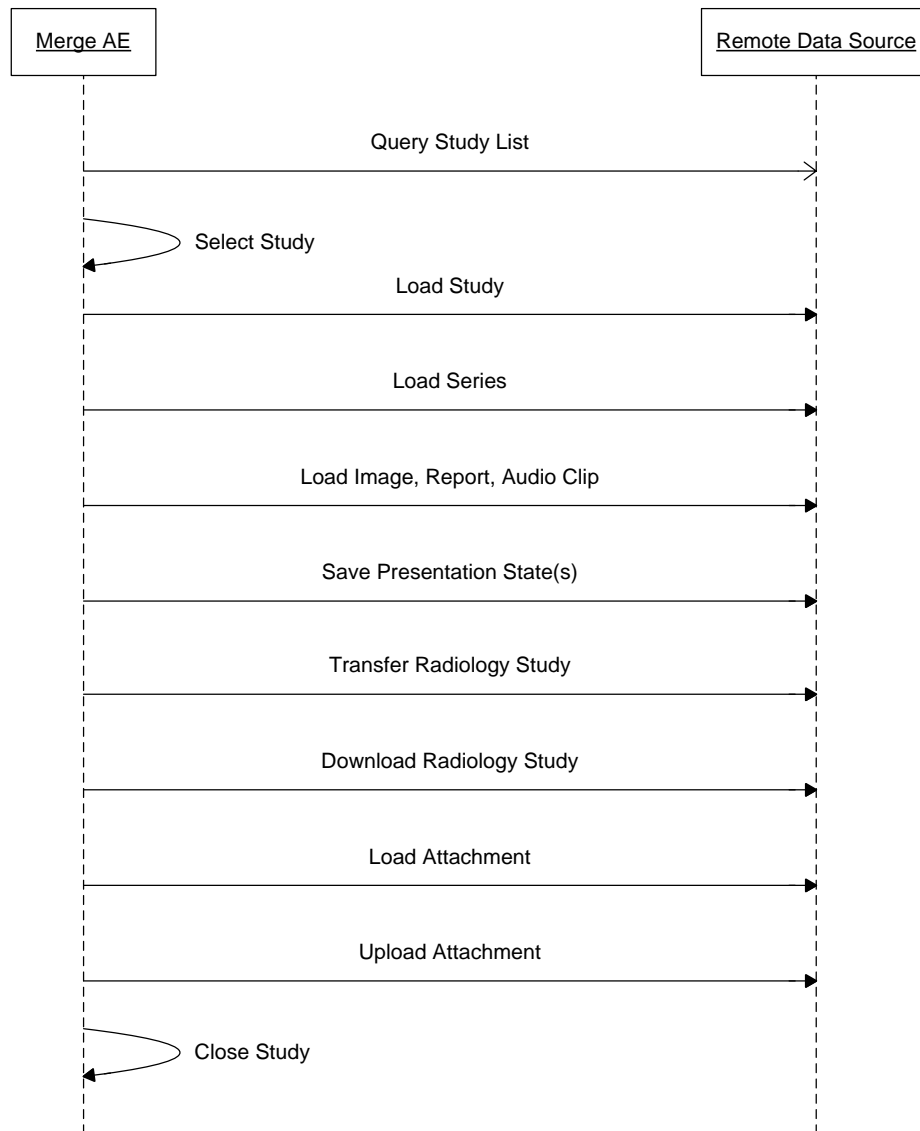 Merge AE
Remote Data Source
Query Study List
Select Study
Load Study
Load Series
Load Image, Report, Audio Clip
Save Presentation State(s)
Transfer Radiology Study
Download Radiology Study
Load Attachment
Upload Attachment
Close Study